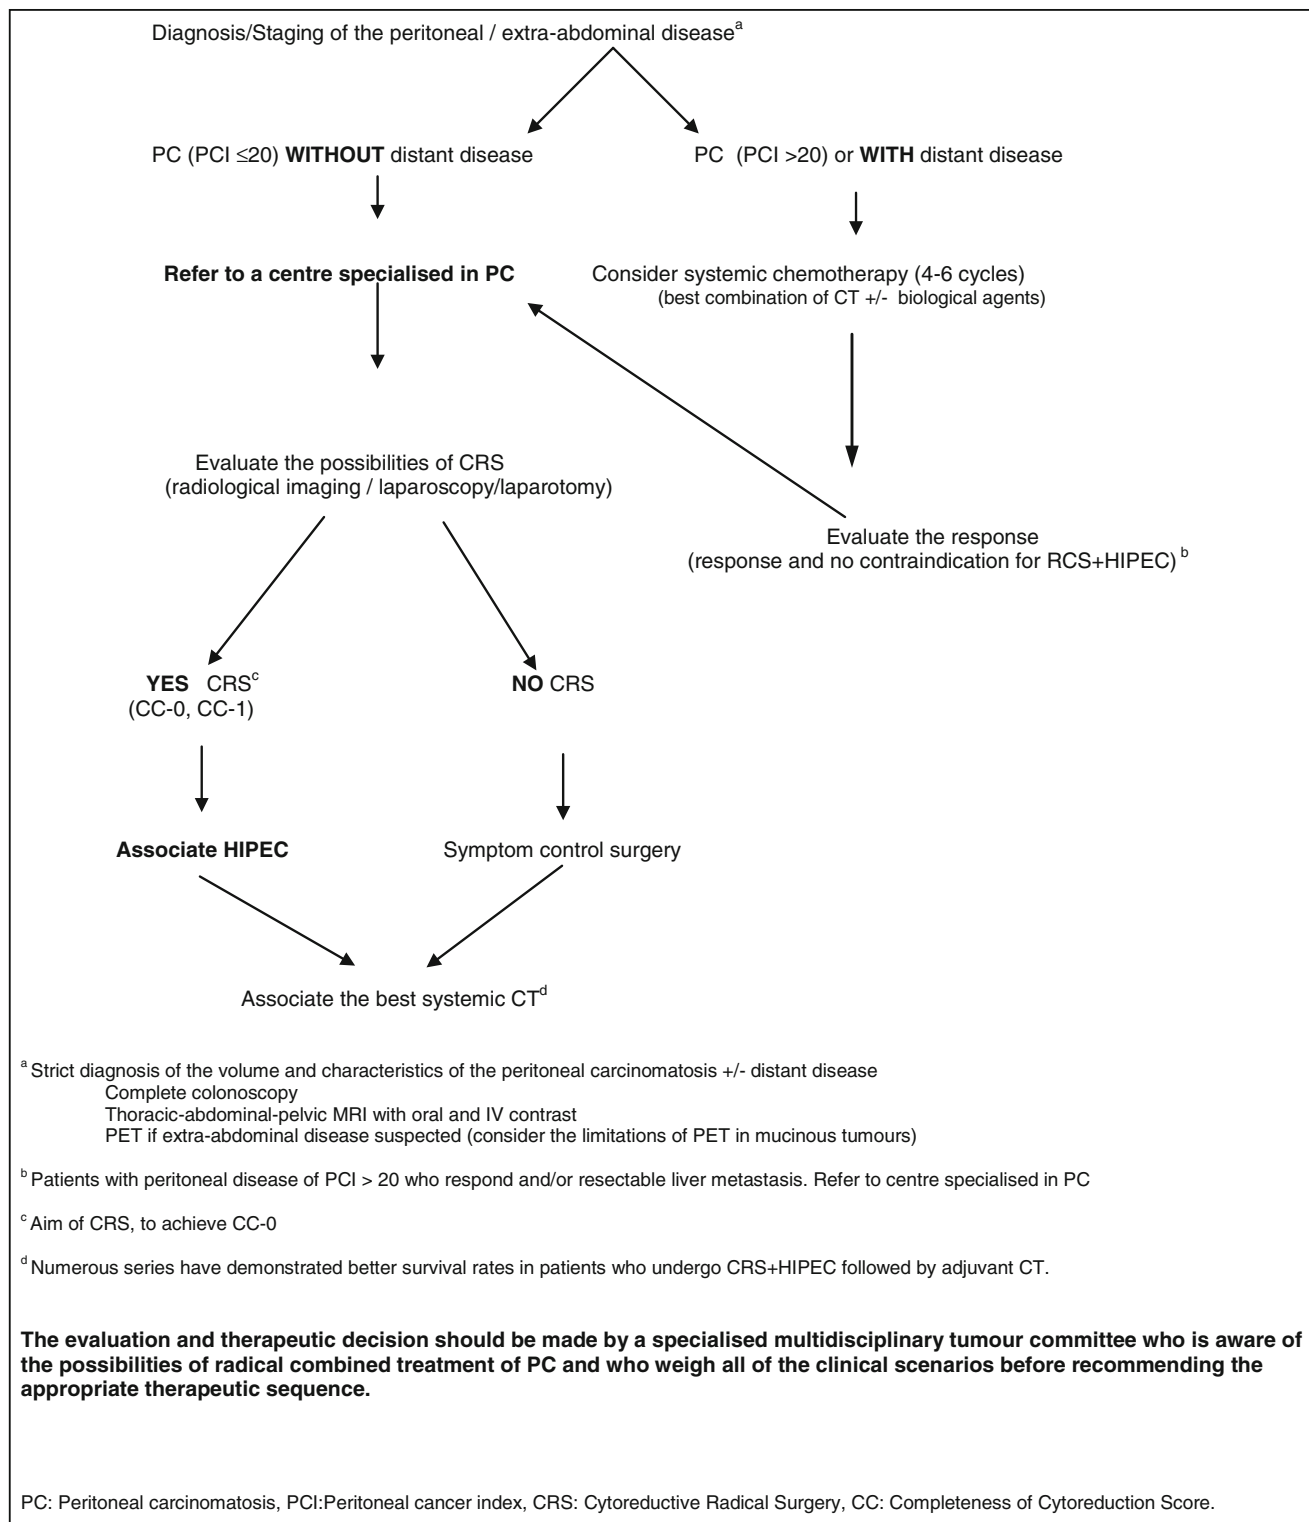 Diagnosis/Staging of the peritoneal / extra-abdominal disease^a
PC (PCI ≤20) WITHOUT distant disease
PC (PCI >20) or WITH distant disease
Refer to a centre specialised in PC
Consider systemic chemotherapy (4-6 cycles)
(best combination of CT +/- biological agents)
Evaluate the possibilities of CRS
(radiological imaging / laparoscopy/laparotomy)
Evaluate the response
(response and no contraindication for RCS+HIPEC)^b
YES CRS^c
(CC-0, CC-1)
NO CRS
Associate HIPEC
Symptom control surgery
Associate the best systemic CT^d
^a Strict diagnosis of the volume and characteristics of the peritoneal carcinomatosis +/- distant disease
Complete colonoscopy
Thoracic-abdominal-pelvic MRI with oral and IV contrast
PET if extra-abdominal disease suspected (consider the limitations of PET in mucinous tumours)
^b Patients with peritoneal disease of PCI > 20 who respond and/or resectable liver metastasis. Refer to centre specialised in PC
^c Aim of CRS, to achieve CC-0
^d Numerous series have demonstrated better survival rates in patients who undergo CRS+HIPEC followed by adjuvant CT.
The evaluation and therapeutic decision should be made by a specialised multidisciplinary tumour committee who is aware of
the possibilities of radical combined treatment of PC and who weigh all of the clinical scenarios before recommending the
appropriate therapeutic sequence.
PC: Peritoneal carcinomatosis, PCI:Peritoneal cancer index, CRS: Cytoreductive Radical Surgery, CC: Completeness of Cytoreduction Score.